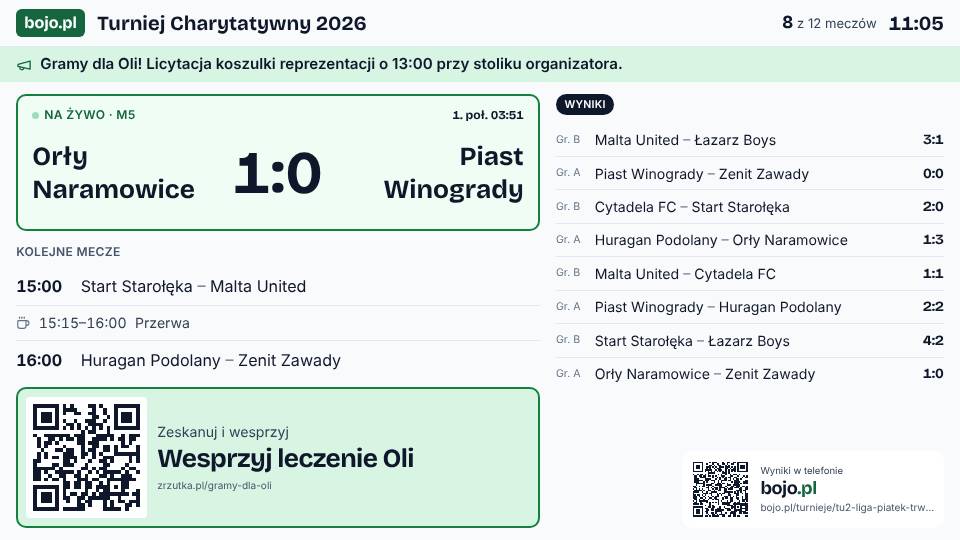 bojo.pl Turniej Charytatywny 2026 8 z 12 meczów 11:05
Gramy dla Oli! Licytacja koszulki reprezentacji o 13:00 przy stoliku organizatora.
NA ŻYWO · M5 1. poł. 03:51
Orły Naramowice 1:0 Piast Winogrady
KOLEJNE MECZE
15:00 Start Starołęka – Malta United
15:15–16:00 Przerwa
16:00 Huragan Podolany – Zenit Zawady
Zeskanuj i wesprzyj
Wesprzyj leczenie Oli
zrzutka.pl/gramy-dla-oli
WYNIKI
Gr. B Malta United – Łazarz Boys 3:1
Gr. A Piast Winogrady – Zenit Zawady 0:0
Gr. B Cytadela FC – Start Starołęka 2:0
Gr. A Huragan Podolany – Orły Naramowice 1:3
Gr. B Malta United – Cytadela FC 1:1
Gr. A Piast Winogrady – Huragan Podolany 2:2
Gr. B Start Starołęka – Łazarz Boys 4:2
Gr. A Orły Naramowice – Zenit Zawady 1:0
Wyniki w telefonie
bojo.pl
bojo.pl/turnieje/tu2-liga-piatek-trw...